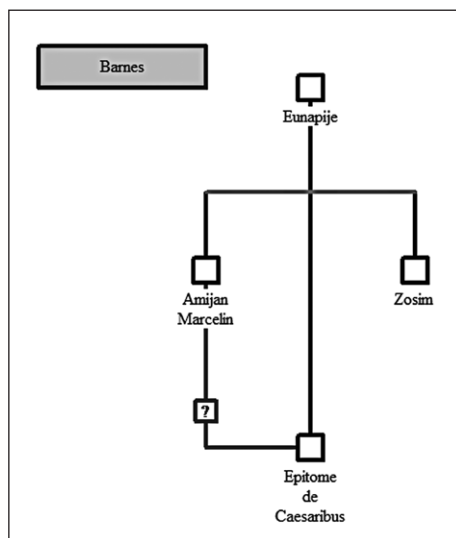 Barnes
Eunapije
Amijan
Marcelin
Zosim
?
Epitome
de
Caesaribus